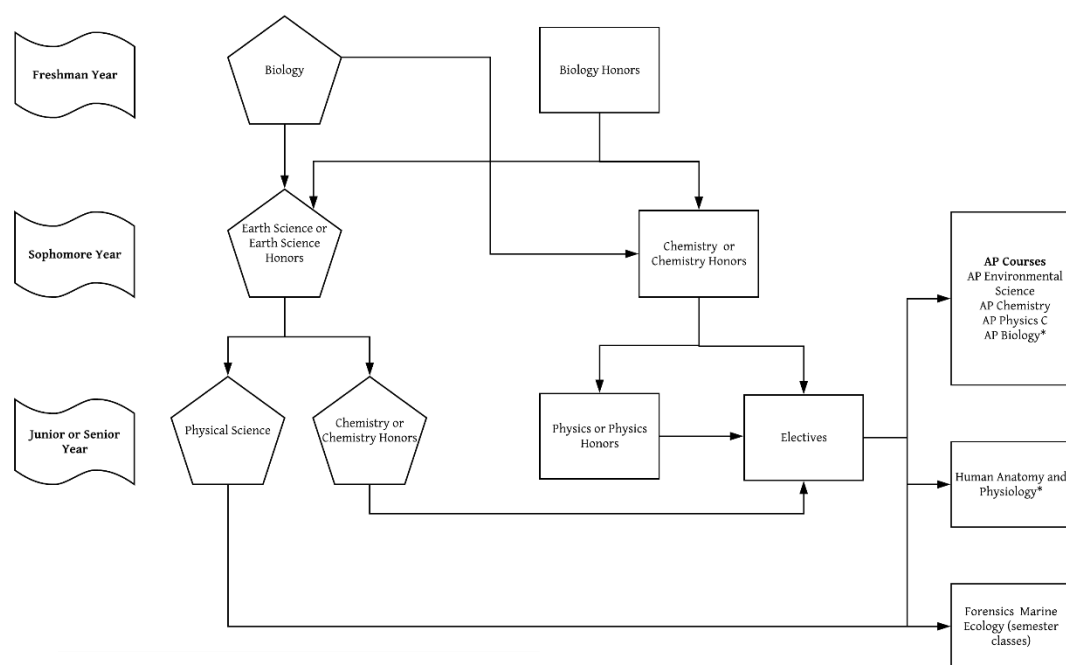 Freshman Year
Biology
Biology Honors
Sophomore Year
Earth Science or
Earth Science
Honors
Chemistry or
Chemistry Honors
AP Courses
AP Environmental
Science
AP Chemistry
AP Physics C
AP Biology*
Junior or Senior
Year
Physical Science
Chemistry or
Chemistry Honors
Physics or Physics
Honors
Electives
Human Anatomy and
Physiology*
Forensics Marine
Ecology (semester
classes)